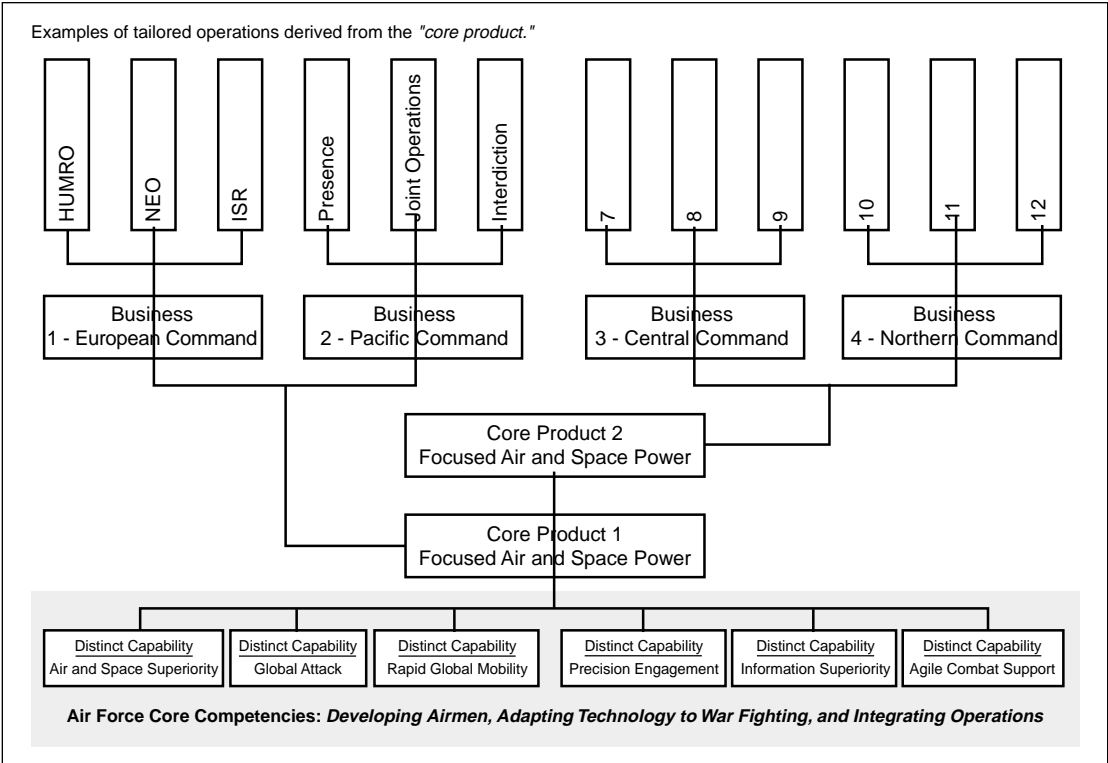 Examples of tailored operations derived from the "core product."
HUMRO
NEO
ISR
Presence
Joint Operations
Interdiction
7
8
9
10
11
12
Business
1 - European Command
Business
2 - Pacific Command
Business
3 - Central Command
Business
4 - Northern Command
Core Product 2
Focused Air and Space Power
Core Product 1
Focused Air and Space Power
Distinct Capability
Air and Space Superiority
Distinct Capability
Global Attack
Distinct Capability
Rapid Global Mobility
Distinct Capability
Precision Engagement
Distinct Capability
Information Superiority
Distinct Capability
Agile Combat Support
Air Force Core Competencies: Developing Airmen, Adapting Technology to War Fighting, and Integrating Operations